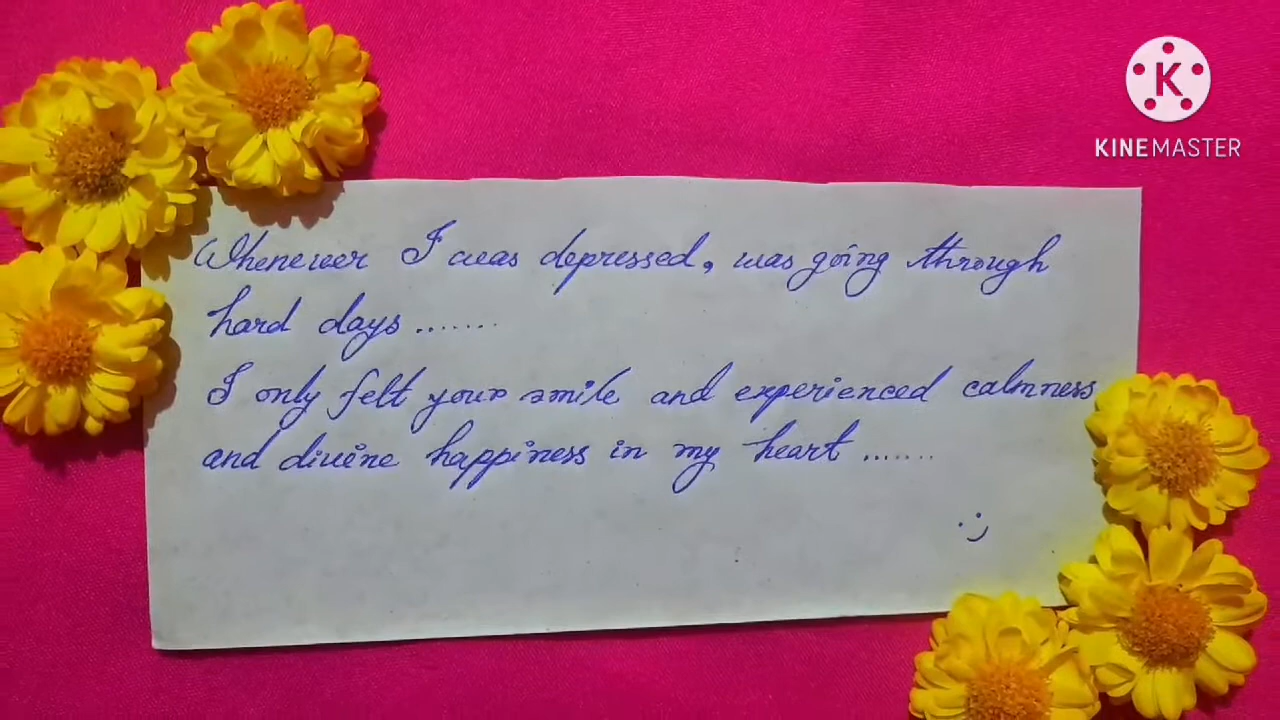 K
KINEMASTER
Whenever I was depressed, was going through
hard days.......
I only felt your smile and experienced calmness
and divine happiness in my heart.......
:)